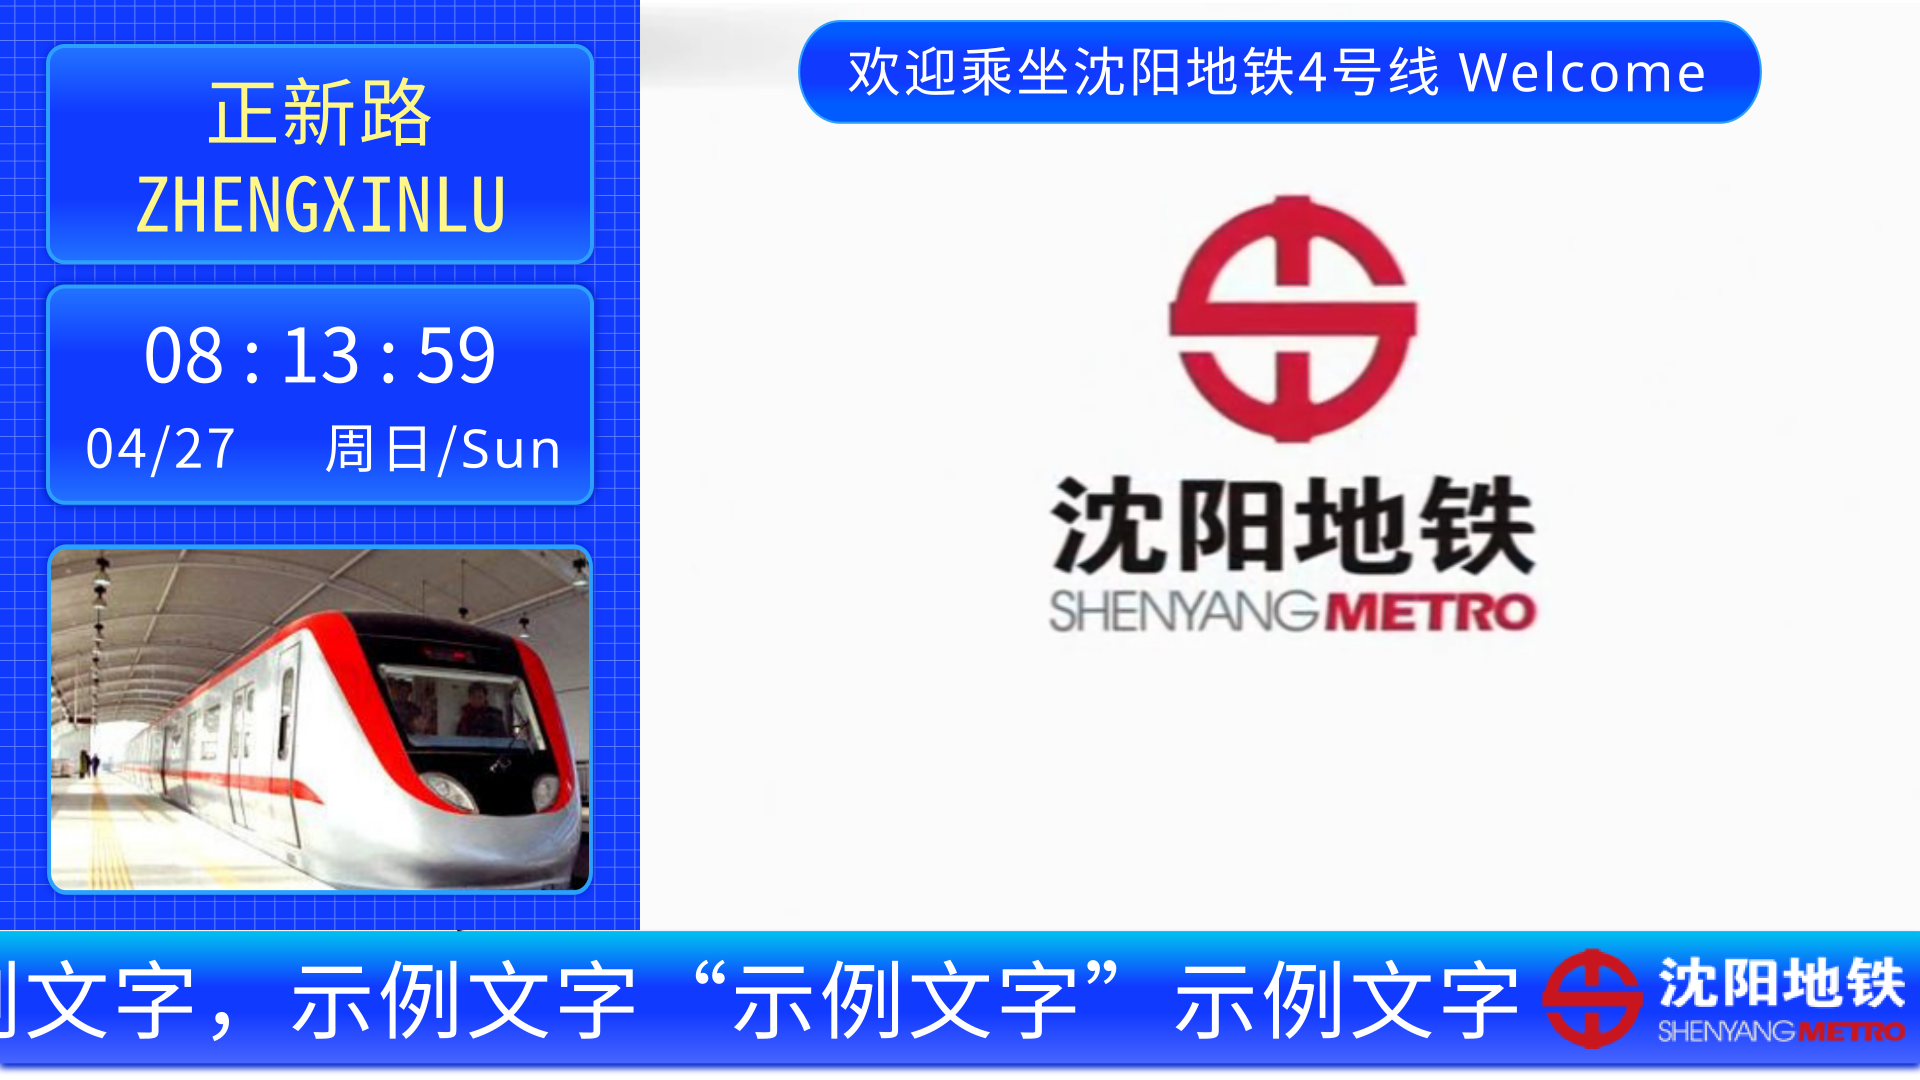 正新路
ZHENGXINLU
08:13:59
04/27 周日/Sun
欢迎乘坐沈阳地铁4号线 Welcome
沈阳地铁
SHENYANG METRO
文字，示例文字“示例文字” 示例文字
沈阳地铁
SHENYANG METRO